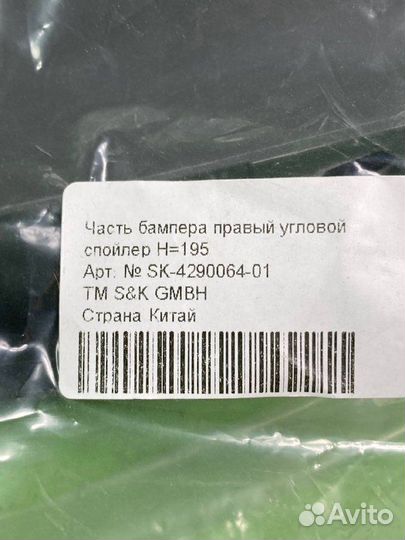 Часть бампера правый угловой
спойлер H=195
Арт. № SK-4290064-01
TM S&K GMBH
Страна Китай
Avito